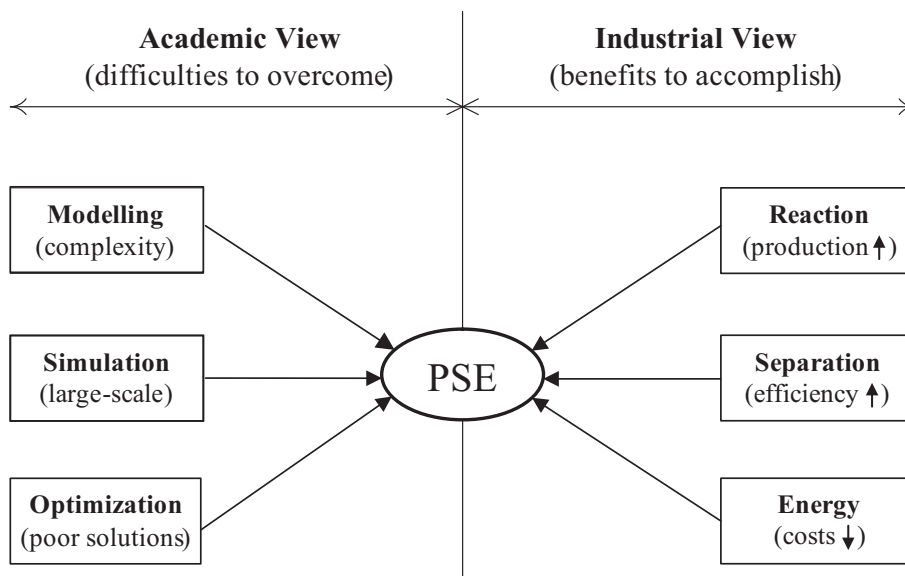 Academic View
(difficulties to overcome)
Industrial View
(benefits to accomplish)
Modelling
(complexity)
Simulation
(large-scale)
Optimization
(poor solutions)
PSE
Reaction
(production ↑)
Separation
(efficiency ↑)
Energy
(costs ↓)